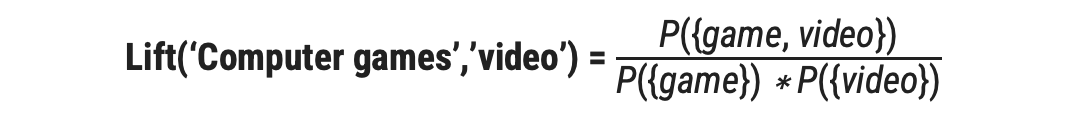 Lift(‘Computer games’,’video’) = P({game, video})
P({game}) * P({video})